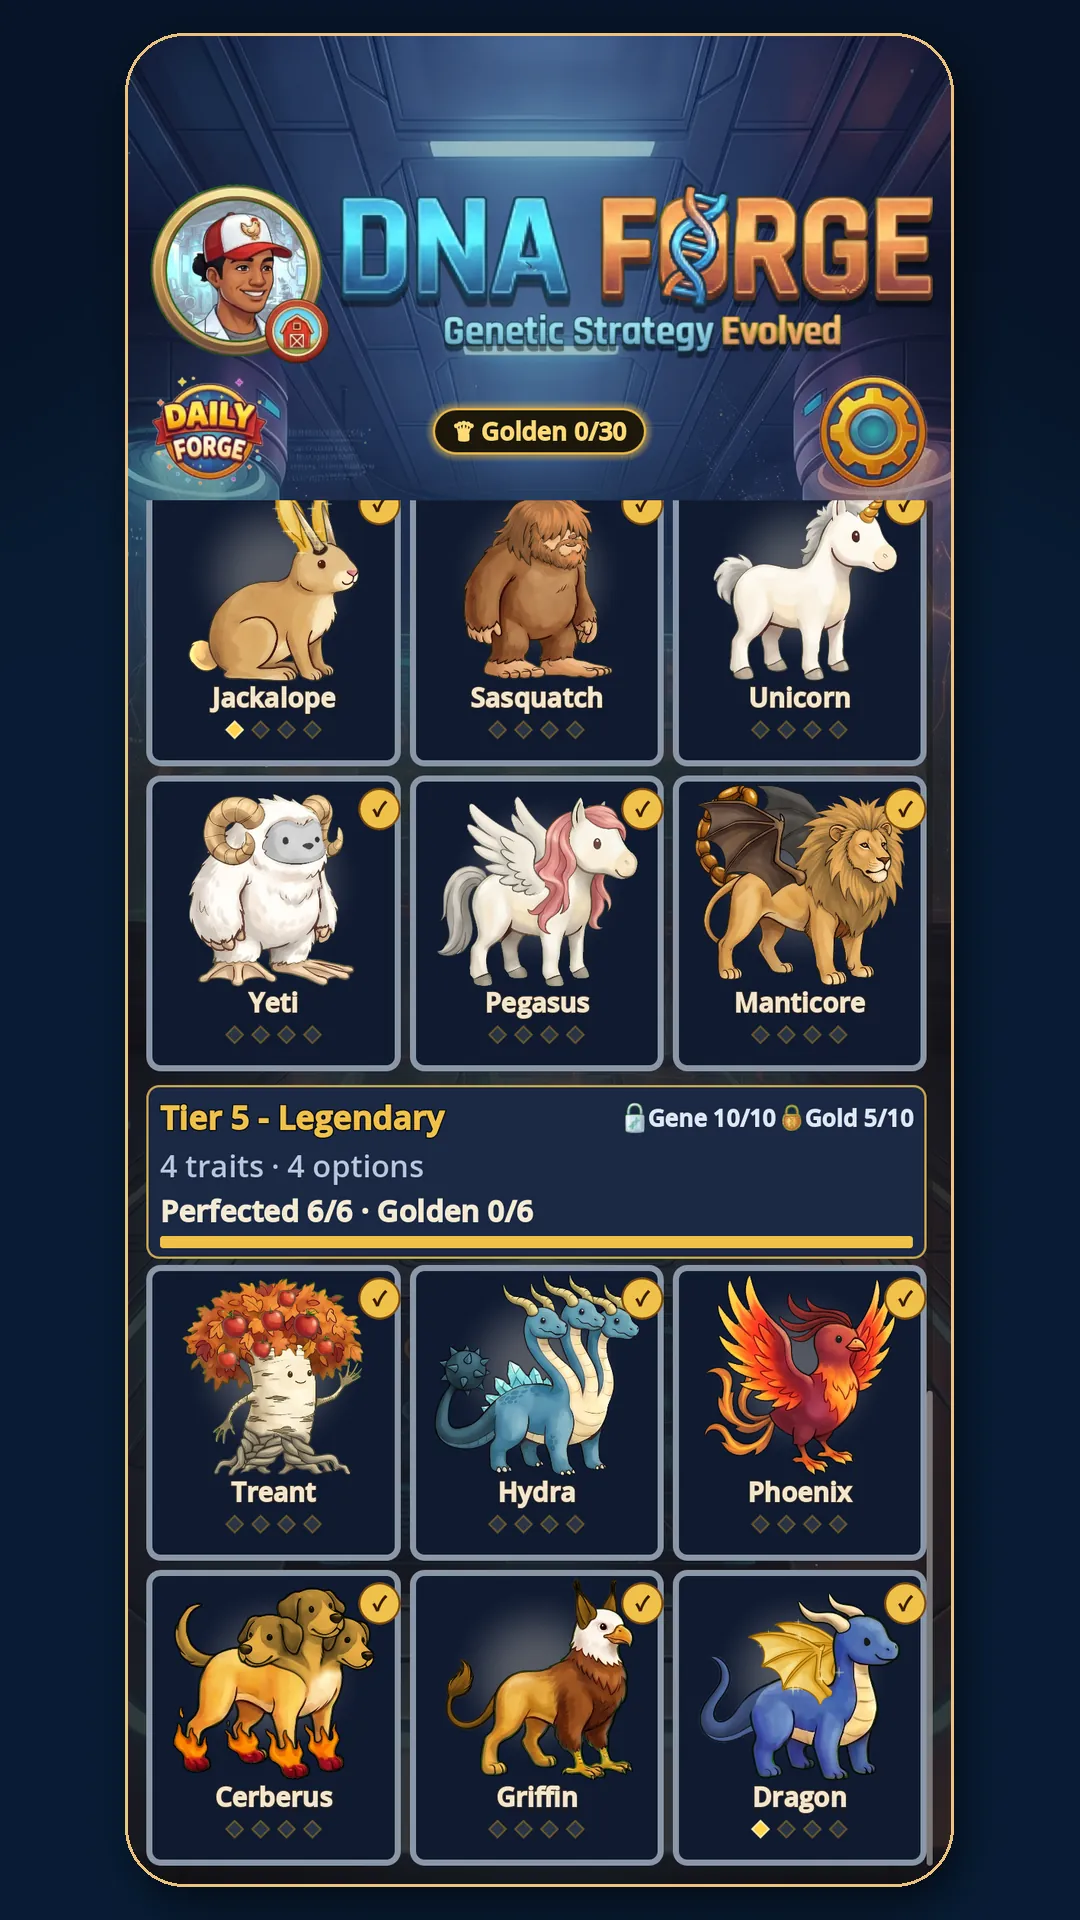 DNA FORGE
Genetic Strategy Evolved
DAILY
FORGE
Golden 0/30
Jackalope
Sasquatch
Unicorn
Yeti
Pegasus
Manticore
Tier 5 - Legendary
Gene 10/10
Gold 5/10
4 traits · 4 options
Perfected 6/6 · Golden 0/6
Treant
Hydra
Phoenix
Cerberus
Griffin
Dragon